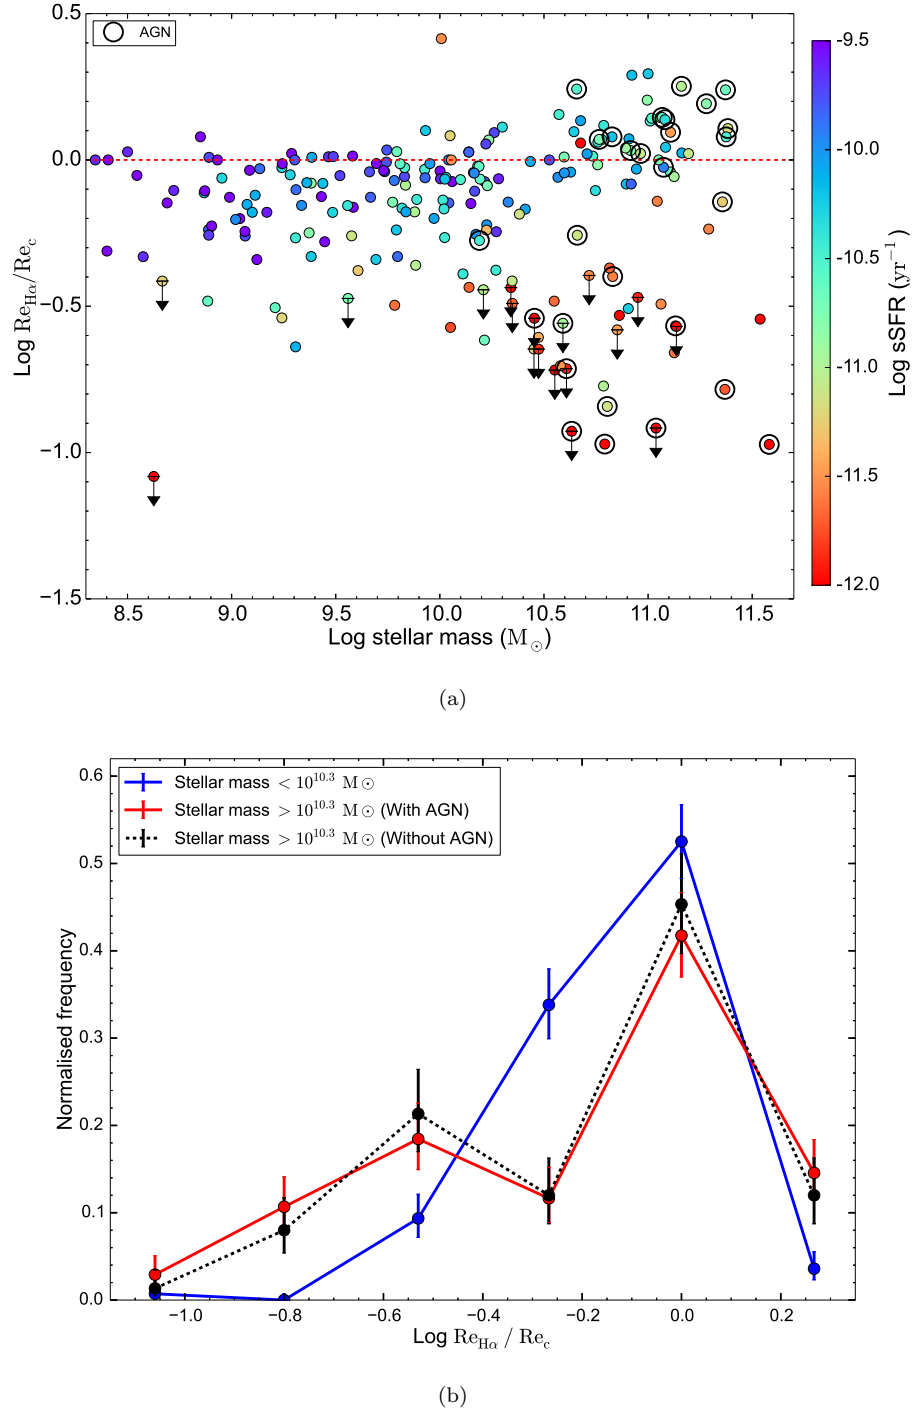 0.5
AGN
0.0
−0.5
−1.0
−1.5
Log Re_Hα/Re_c
8.5 9.0 9.5 10.0 10.5 11.0 11.5
Log stellar mass (M_⊙)
-9.5
-10.0
-10.5
-11.0
-11.5
-12.0
Log sSFR (yr⁻¹)
(a)
Stellar mass < 10^10.3 M⊙
Stellar mass > 10^10.3 M⊙ (With AGN)
Stellar mass > 10^10.3 M⊙ (Without AGN)
0.6
0.5
0.4
0.3
0.2
0.1
0.0
Normalised frequency
−1.0 −0.8 −0.6 −0.4 −0.2 0.0 0.2
Log Re_Hα / Re_c
(b)